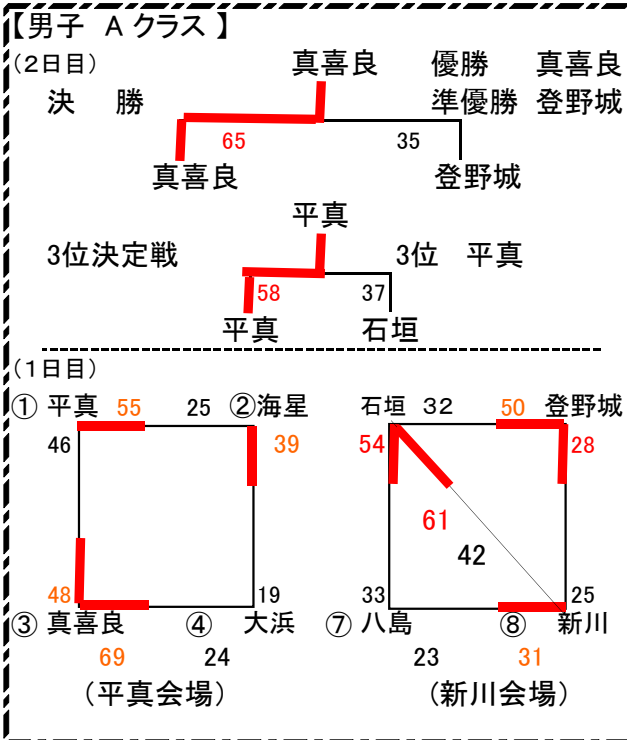 【男子 A クラス 】
(2日目) 真喜良 優勝 真喜良
決 勝 準優勝 登野城
65 35
真喜良 登野城
平真
3位決定戦 3位 平真
58 37
平真 石垣
(1日目)
① 平真 55 25 ②海星 石垣 32 50 登野城
46 39 54 28
61
42
48 19 33 25
③ 真喜良 ④ 大浜 ⑦ 八島 ⑧ 新川
69 24 23 31
(平真会場) (新川会場)